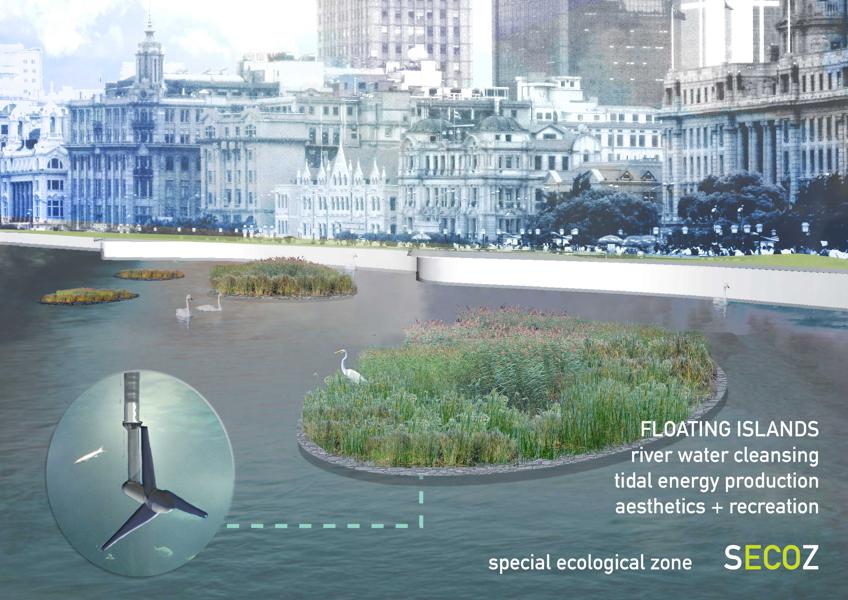 FLOATING ISLANDS
river water cleansing
tidal energy production
aesthetics + recreation
special ecological zone SECOZ